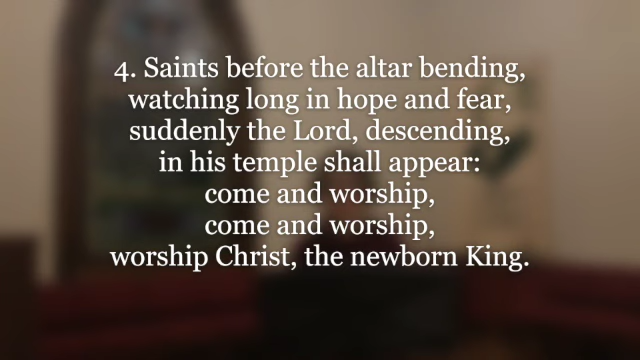 4. Saints before the altar bending,
watching long in hope and fear,
suddenly the Lord, descending,
in his temple shall appear:
come and worship,
come and worship,
worship Christ, the newborn King.